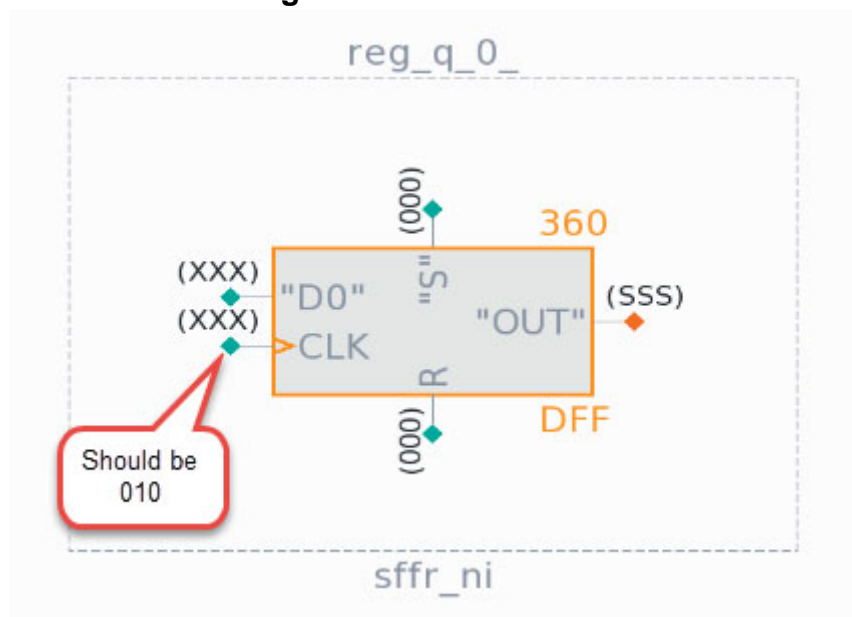 g
reg_q_0_
(000)
360
(XXX)
"D0"
"S"
(SSS)
(XXX)
"OUT"
CLK
R
DFF
(000)
Should be
010
sffr_ni